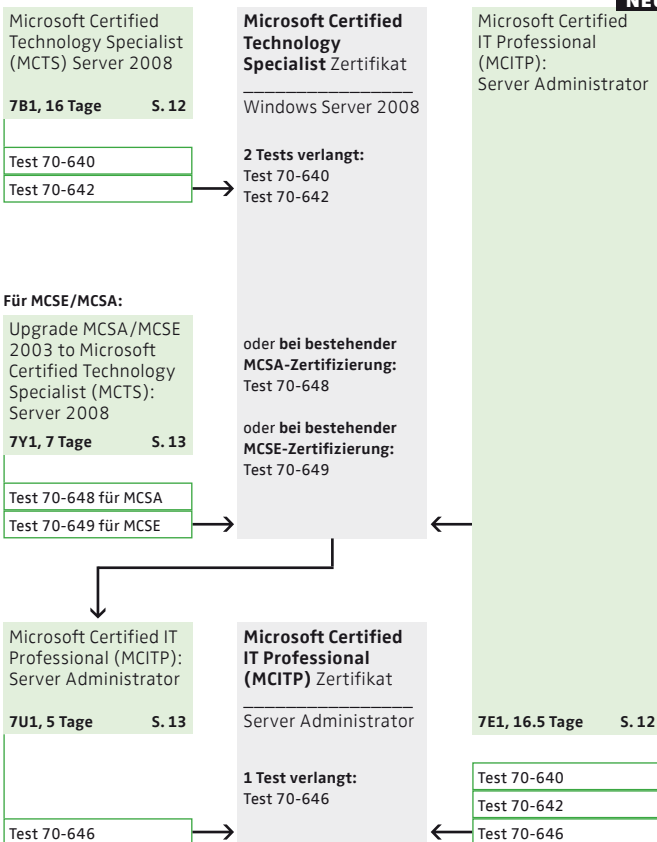 Microsoft Certified
Technology Specialist
(MCTS) Server 2008
7B1, 16 Tage S. 12
Test 70-640
Test 70-642
Für MCSE/MCSA:
Upgrade MCSA/MCSE
2003 to Microsoft
Certified Technology
Specialist (MCTS):
Server 2008
7Y1, 7 Tage S. 13
Test 70-648 für MCSA
Test 70-649 für MCSE
Microsoft Certified IT
Professional (MCITP):
Server Administrator
7U1, 5 Tage S. 13
Test 70-646
Microsoft Certified
Technology
Specialist Zertifikat
Windows Server 2008
2 Tests verlangt:
Test 70-640
Test 70-642
oder bei bestehender
MCSA-Zertifizierung:
Test 70-648
oder bei bestehender
MCSE-Zertifizierung:
Test 70-649
Microsoft Certified
IT Professional
(MCITP) Zertifikat
Server Administrator
1 Test verlangt:
Test 70-646
Microsoft Certified
IT Professional
(MCITP):
Server Administrator
7E1, 16.5 Tage S. 12
Test 70-640
Test 70-642
Test 70-646